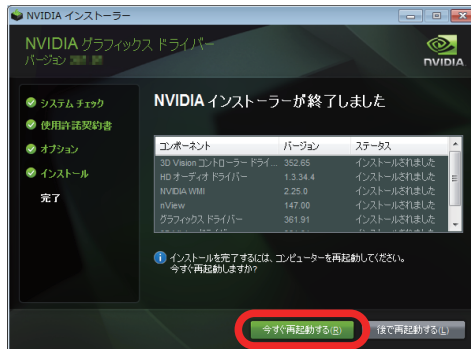 NVIDIA インストーラー
NVIDIA グラフィックス ドライバー
バージョン
NVIDIA
システム チェック
使用許諾契約書
オプション
インストール
完了
NVIDIA インストーラーが終了しました
コンポーネント バージョン ステータス
3D Vision コントローラー ドライ... 352.65 インストールされました
HD オーディオ ドライバー 1.3.34.4 インストールされました
NVIDIA WMI 2.25.0 インストールされました
nView 147.00 インストールされました
グラフィックス ドライバー 361.91 インストールされました
インストールを完了するには、コンピューターを再起動してください。
今すぐ再起動しますか?
今すぐ再起動する(R) 後で再起動する(L)